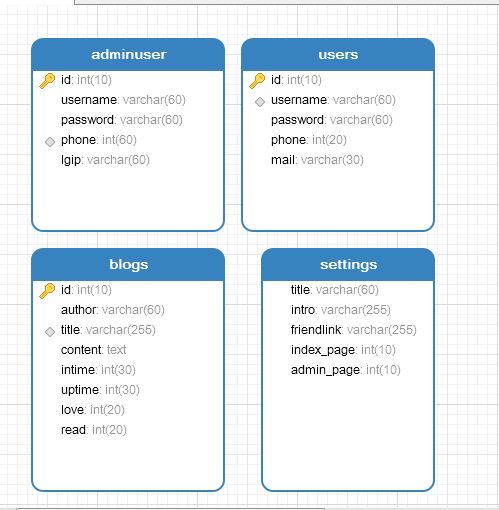 adminuser
id: int(10)
username: varchar(60)
password: varchar(60)
phone: int(60)
lgip: varchar(60)
users
id: int(10)
username: varchar(60)
password: varchar(60)
phone: int(20)
mail: varchar(30)
blogs
id: int(10)
author: varchar(60)
title: varchar(255)
content: text
intime: int(30)
uptime: int(30)
love: int(20)
read: int(20)
settings
title: varchar(60)
intro: varchar(255)
friendlink: varchar(255)
index_page: int(10)
admin_page: int(10)